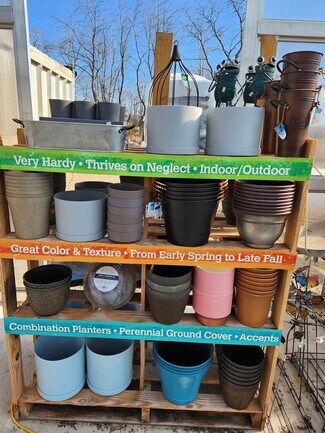 Very Hardy • Thrives on Neglect • Indoor/Outdoor
Great Color & Texture • From Early Spring to Late Fall
Combination Planters • Perennial Ground Cover • Accents